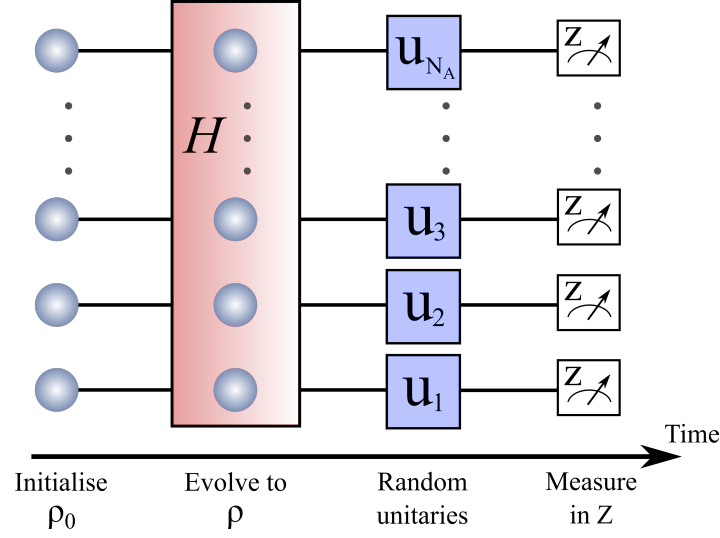 u_{N_A} Z
H
u_3 Z
u_2 Z
u_1 Z
Time
Initialise Evolve to Random Measure
ρ_0 ρ unitaries in Z